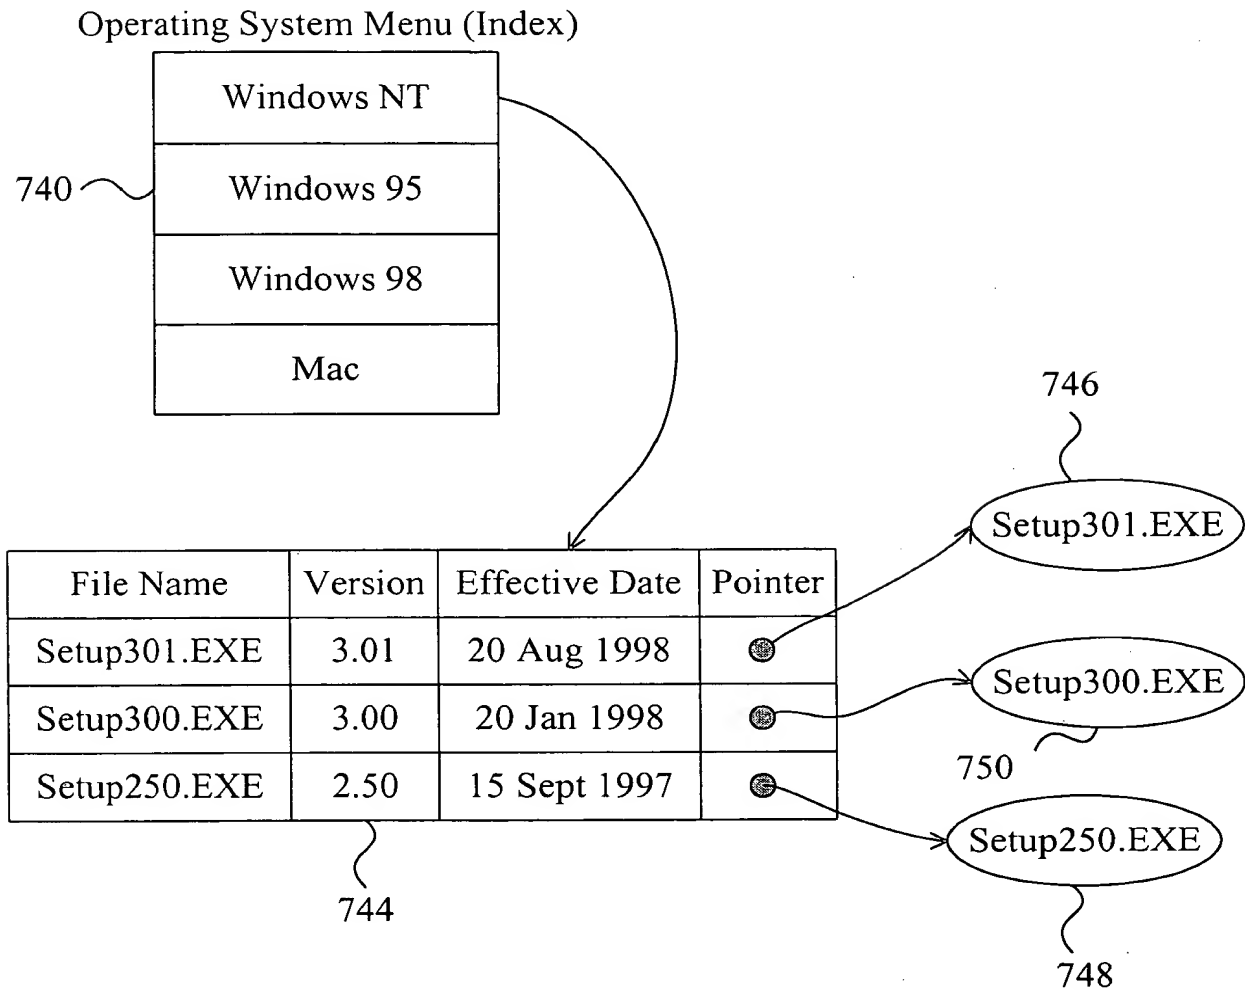 Operating System Menu (Index)
Windows NT
740
Windows 95
Windows 98
Mac
746
Setup301.EXE
File Name Version Effective Date Pointer
Setup301.EXE 3.01 20 Aug 1998
Setup300.EXE
Setup300.EXE 3.00 20 Jan 1998
750
Setup250.EXE 2.50 15 Sept 1997
Setup250.EXE
744
748